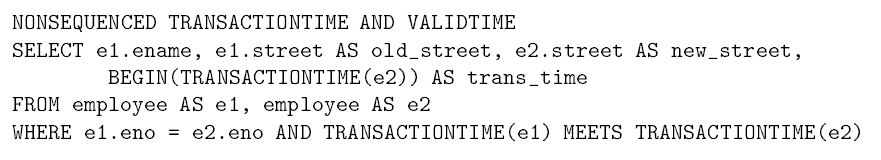 NONSEQUENCED TRANSACTIONTIME AND VALIDTIME
SELECT e1.ename, e1.street AS old_street, e2.street AS new_street,
BEGIN(TRANSACTIONTIME(e2)) AS trans_time
FROM employee AS e1, employee AS e2
WHERE e1.eno = e2.eno AND TRANSACTIONTIME(e1) MEETS TRANSACTIONTIME(e2)